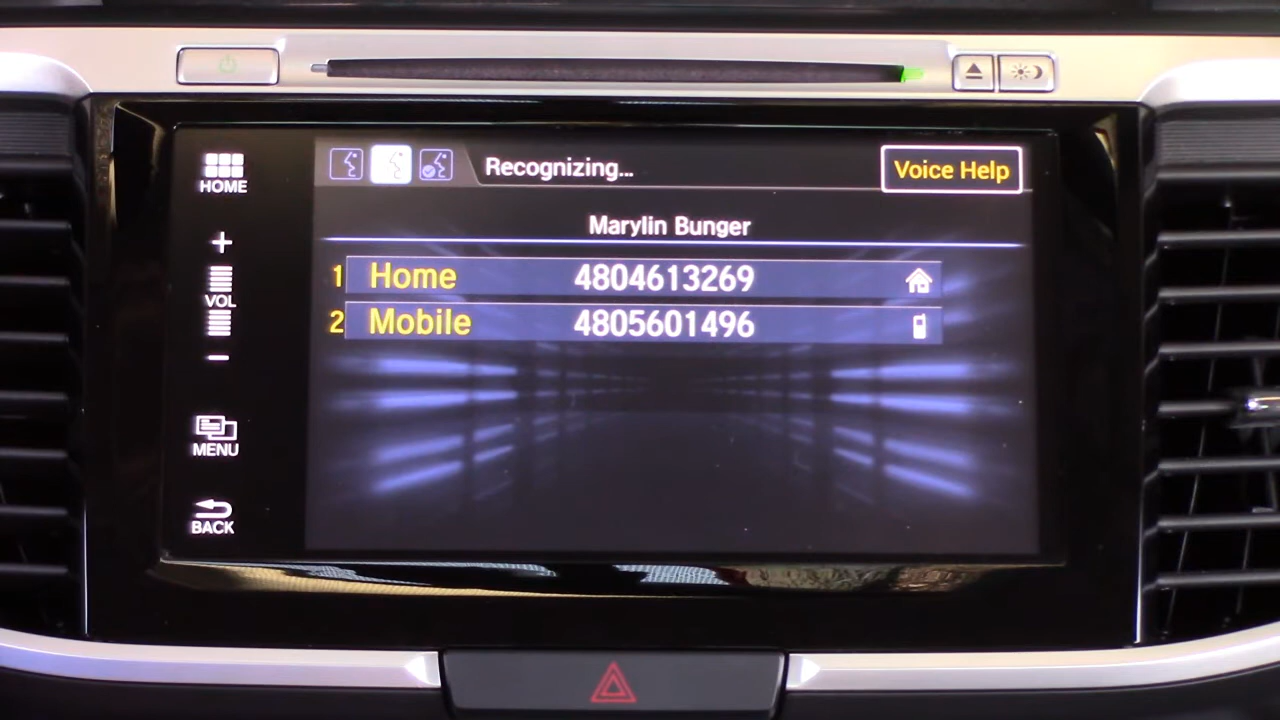 Recognizing...
Voice Help
HOME
Marylin Bunger
1 Home 4804613269
2 Mobile 4805601496
+
VOL
−
MENU
BACK